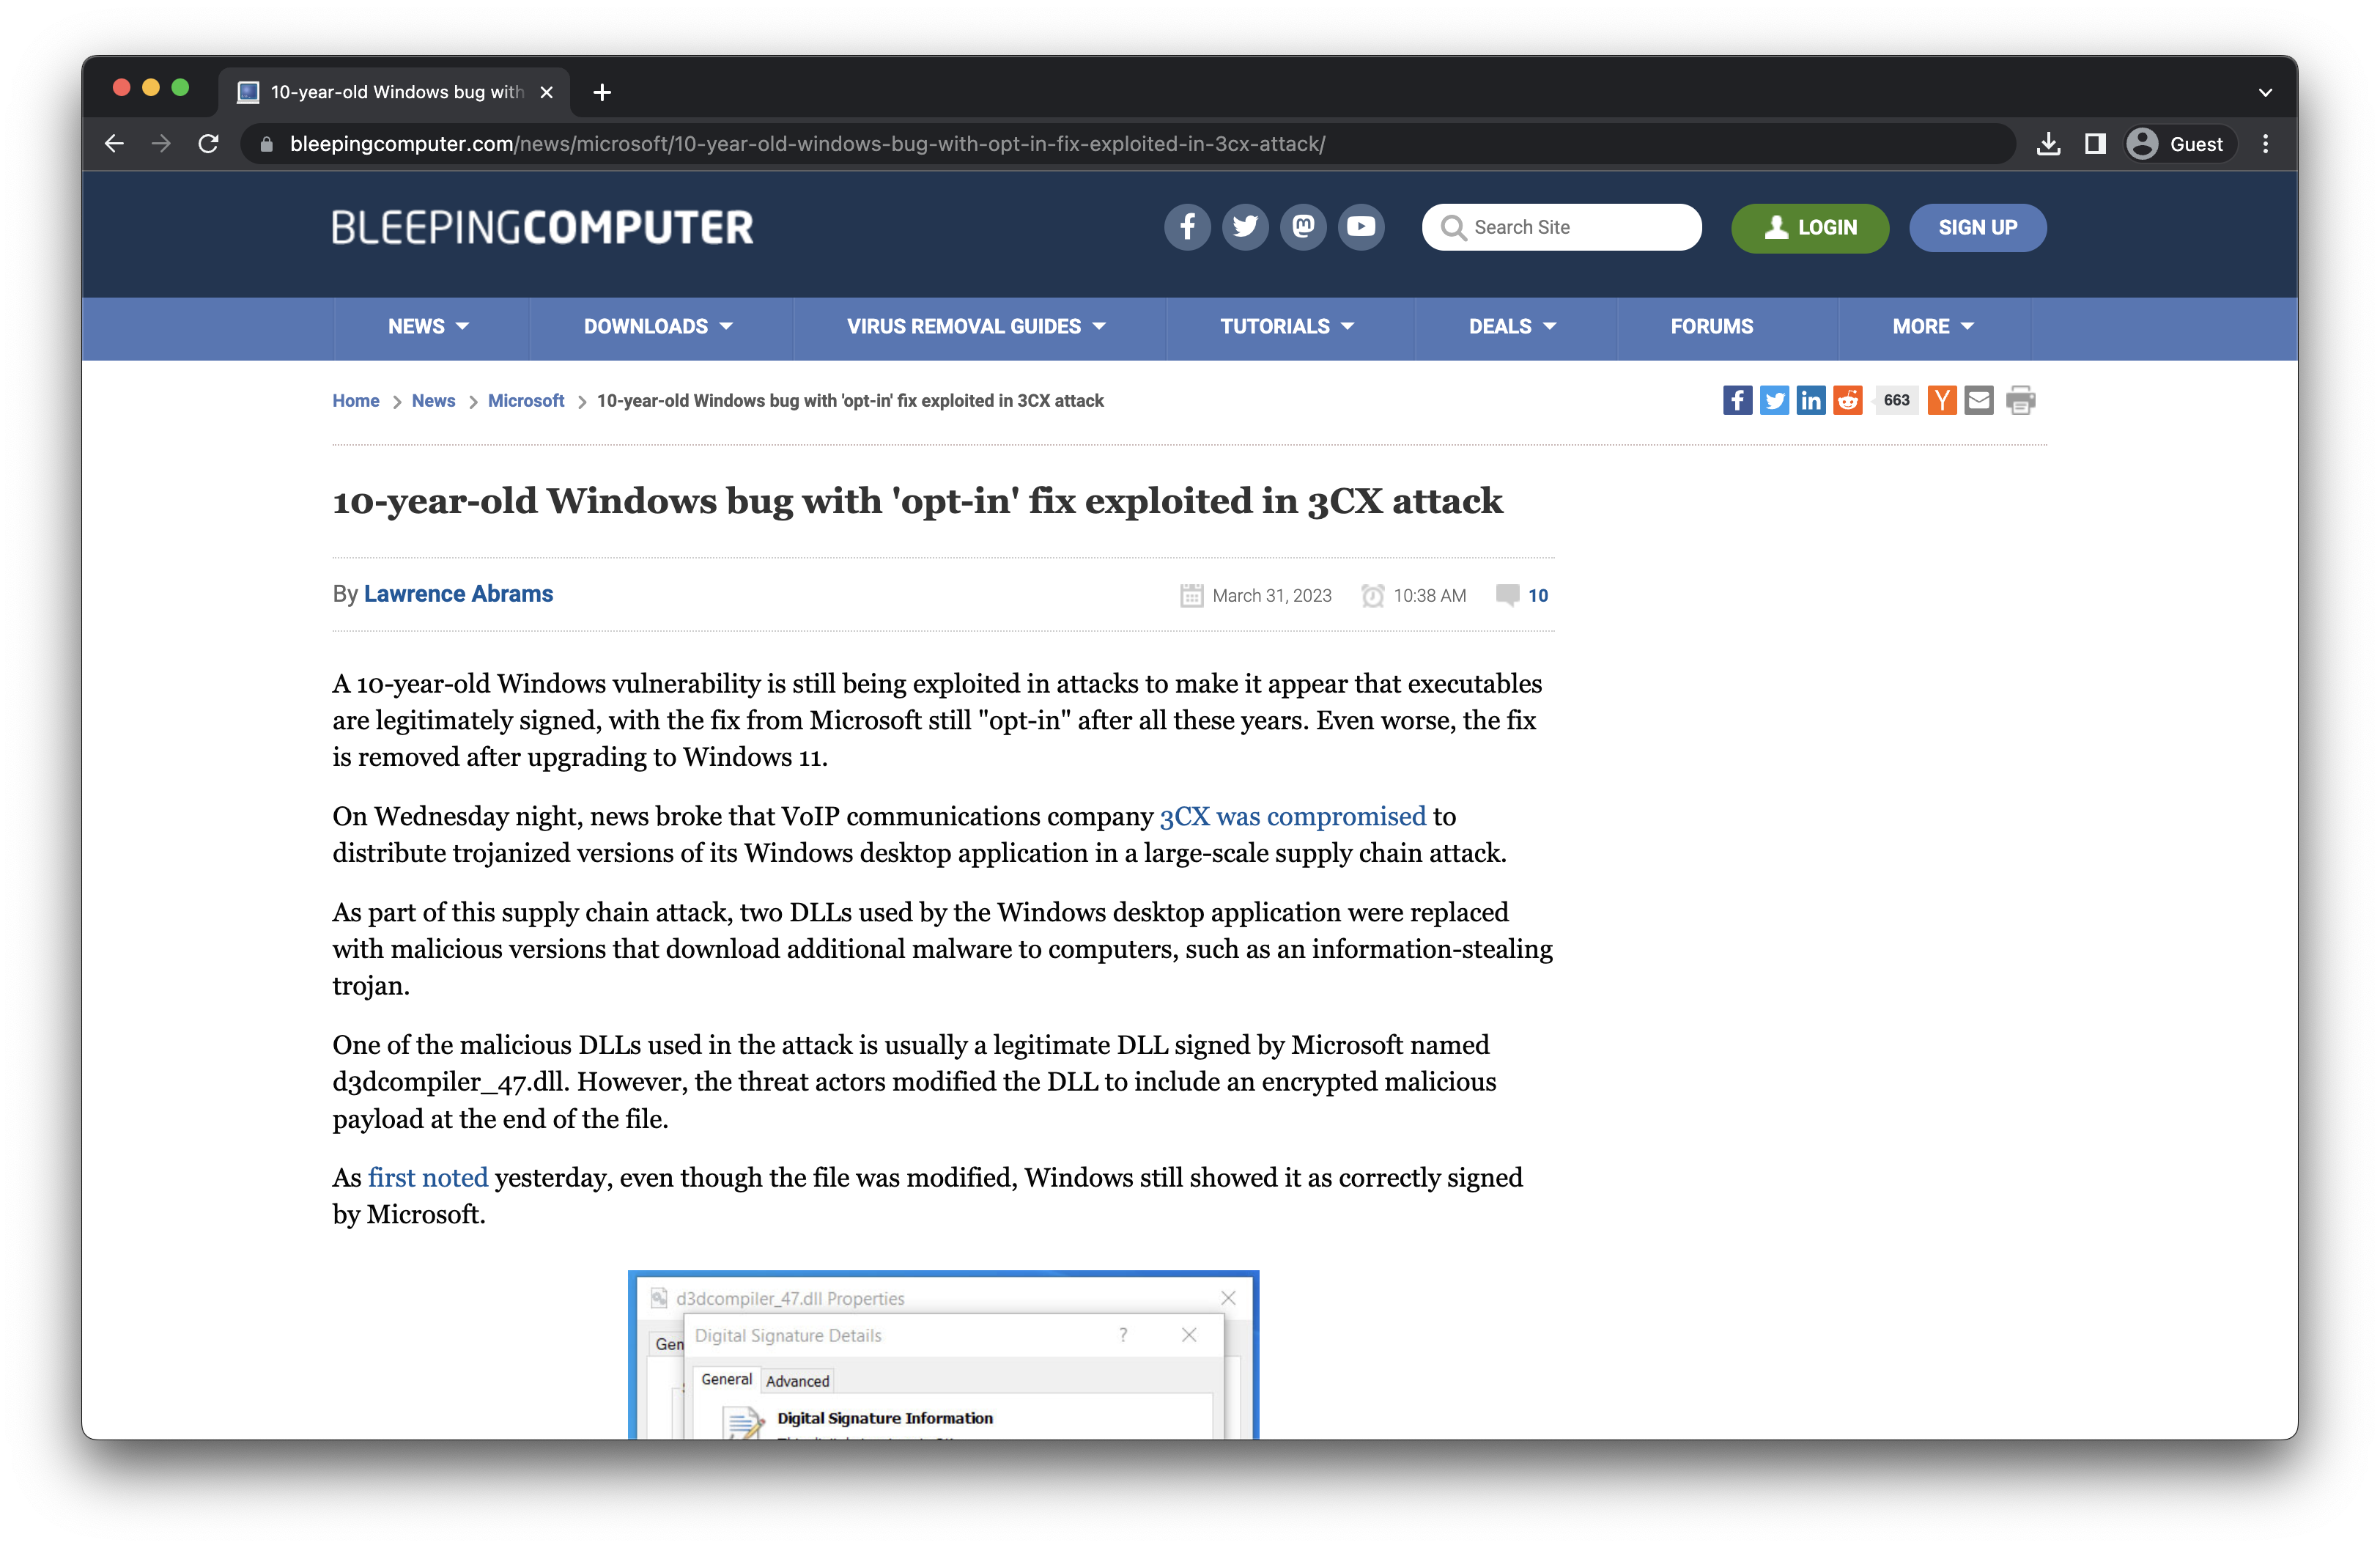 10-year-old Windows bug with
bleepingcomputer.com/news/microsoft/10-year-old-windows-bug-with-opt-in-fix-exploited-in-3cx-attack/
Guest
BLEEPINGCOMPUTER
Search Site
LOGIN
SIGN UP
NEWS
DOWNLOADS
VIRUS REMOVAL GUIDES
TUTORIALS
DEALS
FORUMS
MORE
Home
News
Microsoft
10-year-old Windows bug with 'opt-in' fix exploited in 3CX attack
663
10-year-old Windows bug with 'opt-in' fix exploited in 3CX attack
By Lawrence Abrams
March 31, 2023
10:38 AM
10
A 10-year-old Windows vulnerability is still being exploited in attacks to make it appear that executables
are legitimately signed, with the fix from Microsoft still "opt-in" after all these years. Even worse, the fix
is removed after upgrading to Windows 11.
On Wednesday night, news broke that VoIP communications company 3CX was compromised to
distribute trojanized versions of its Windows desktop application in a large-scale supply chain attack.
As part of this supply chain attack, two DLLs used by the Windows desktop application were replaced
with malicious versions that download additional malware to computers, such as an information-stealing
trojan.
One of the malicious DLLs used in the attack is usually a legitimate DLL signed by Microsoft named
d3dcompiler_47.dll. However, the threat actors modified the DLL to include an encrypted malicious
payload at the end of the file.
As first noted yesterday, even though the file was modified, Windows still showed it as correctly signed
by Microsoft.
d3dcompiler_47.dll Properties
Gen
Digital Signature Details
?
General
Advanced
Digital Signature Information